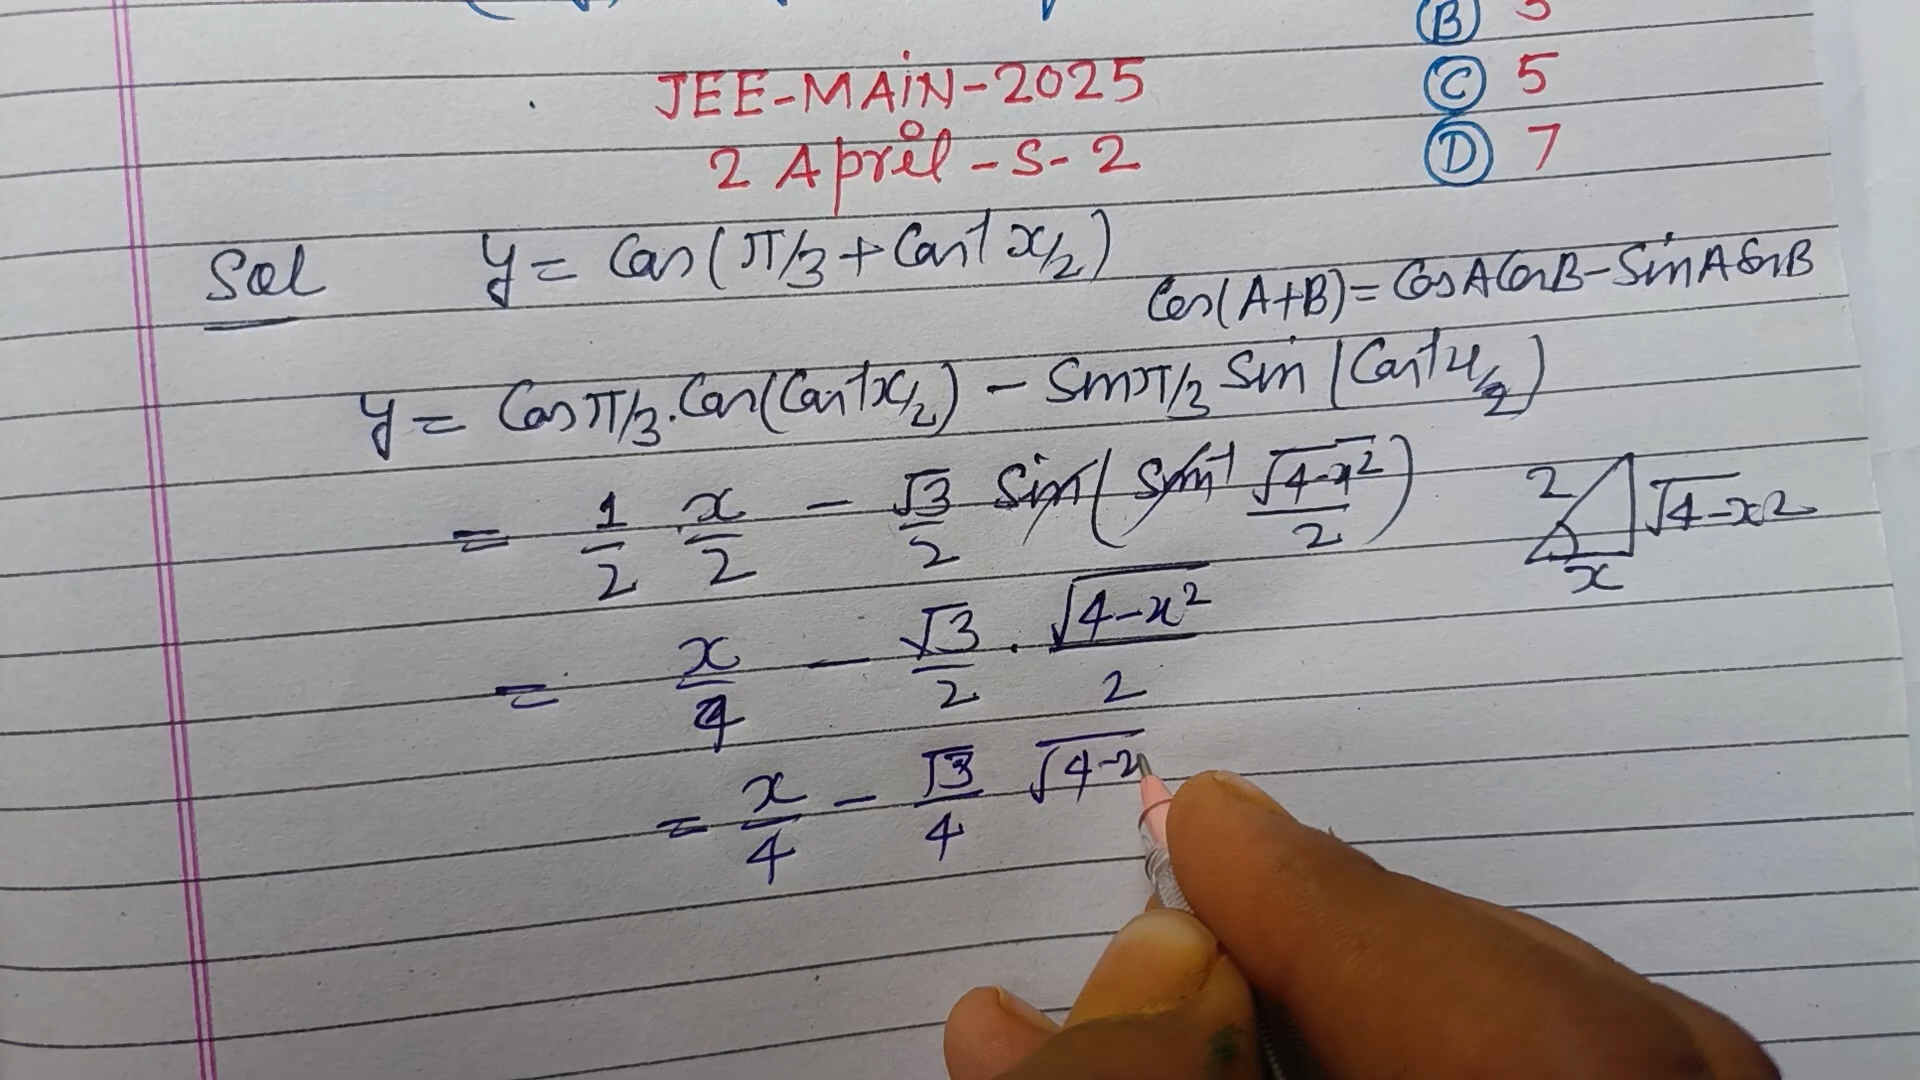 (B) 3
JEE-MAIN-2025
(C) 5
2 April-S-2
(D) 7
Sol y = Cos(π/3 + Cos⁻¹ x/2)
Cos(A+B) = CosA CosB - SinA SinB
y = Cos π/3 . Cos(Cos⁻¹ x/2) - Sin π/3 Sin (Cos⁻¹ x/2)
= 1/2 . x/2 - √3/2 Sin(Sin⁻¹ √4-x²/2)
2 √4-x²
x
= x/4 - √3/2 . √4-x²/2
= x/4 - √3/4 √4-x